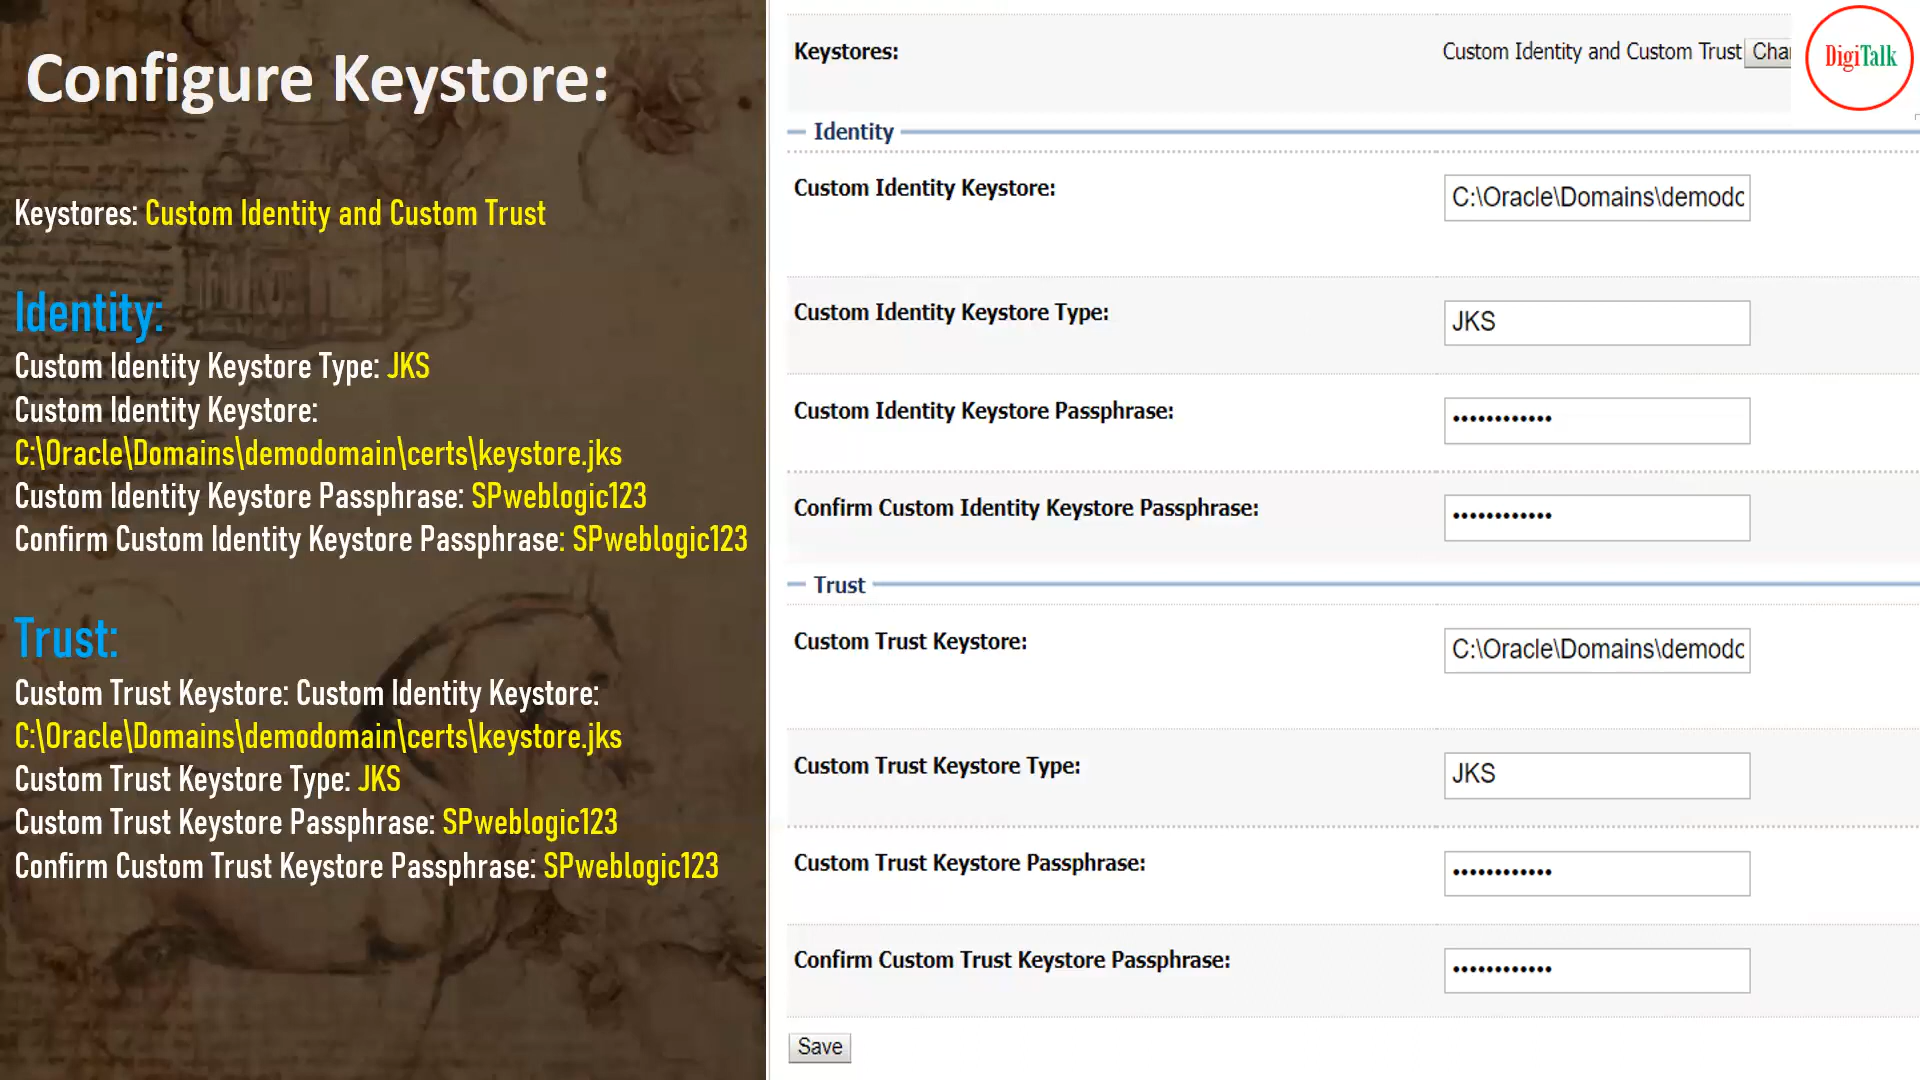 Configure Keystore:
Keystores: Custom Identity and Custom Trust
Identity:
Custom Identity Keystore Type: JKS
Custom Identity Keystore:
C:\Oracle\Domains\demodomain\certs\keystore.jks
Custom Identity Keystore Passphrase: SPweblogic123
Confirm Custom Identity Keystore Passphrase: SPweblogic123
Trust:
Custom Trust Keystore: Custom Identity Keystore:
C:\Oracle\Domains\demodomain\certs\keystore.jks
Custom Trust Keystore Type: JKS
Custom Trust Keystore Passphrase: SPweblogic123
Confirm Custom Trust Keystore Passphrase: SPweblogic123
Keystores: Custom Identity and Custom Trust Cha
DigiTalk
Identity
Custom Identity Keystore: C:\Oracle\Domains\demodc
Custom Identity Keystore Type: JKS
Custom Identity Keystore Passphrase: ••••••••••••
Confirm Custom Identity Keystore Passphrase: ••••••••••••
Trust
Custom Trust Keystore: C:\Oracle\Domains\demodc
Custom Trust Keystore Type: JKS
Custom Trust Keystore Passphrase: ••••••••••••
Confirm Custom Trust Keystore Passphrase: ••••••••••••
Save